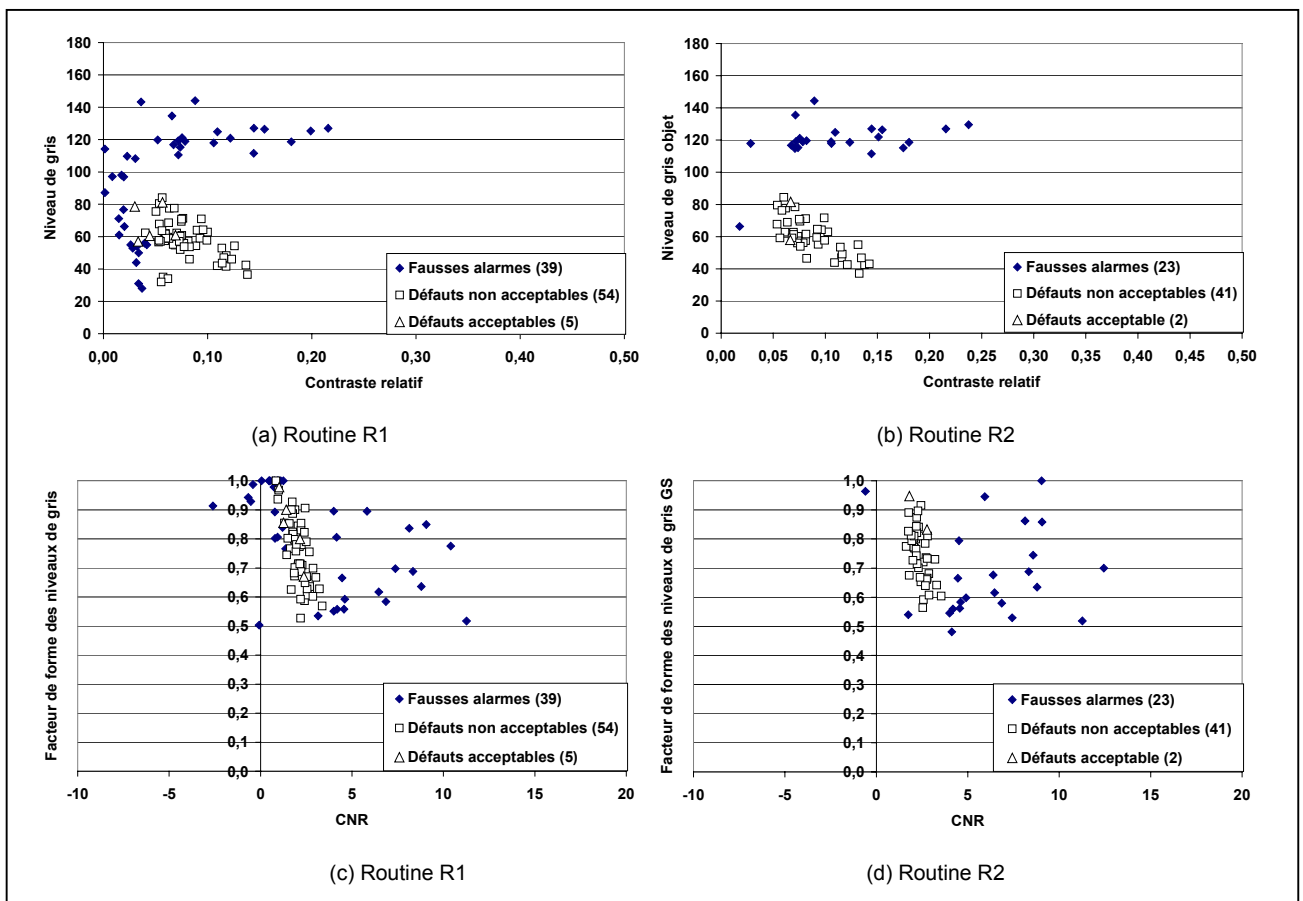 180
160
140
120
100
80
60
40
20
0
Niveau de gris
0,00 0,10 0,20 0,30 0,40 0,50
Contraste relatif
Fausses alarmes (39)
Défauts non acceptables (54)
Défauts acceptables (5)
(a) Routine R1
180
160
140
120
100
80
60
40
20
0
Niveau de gris objet
0,00 0,05 0,10 0,15 0,20 0,25 0,30 0,35 0,40 0,45 0,50
Contraste relatif
Fausses alarmes (23)
Défauts non acceptables (41)
Défauts acceptable (2)
(b) Routine R2
1,0
0,9
0,8
0,7
0,6
0,5
0,4
0,3
0,2
0,1
0,0
Facteur de forme des niveaux de gris
-10 -5 0 5 10 15 20
CNR
Fausses alarmes (39)
Défauts non acceptables (54)
Défauts acceptables (5)
(c) Routine R1
1,0
0,9
0,8
0,7
0,6
0,5
0,4
0,3
0,2
0,1
0,0
Facteur de forme des niveaux de gris GS
-10 -5 0 5 10 15 20
CNR
Fausses alarmes (23)
Défauts non acceptables (41)
Défauts acceptable (2)
(d) Routine R2